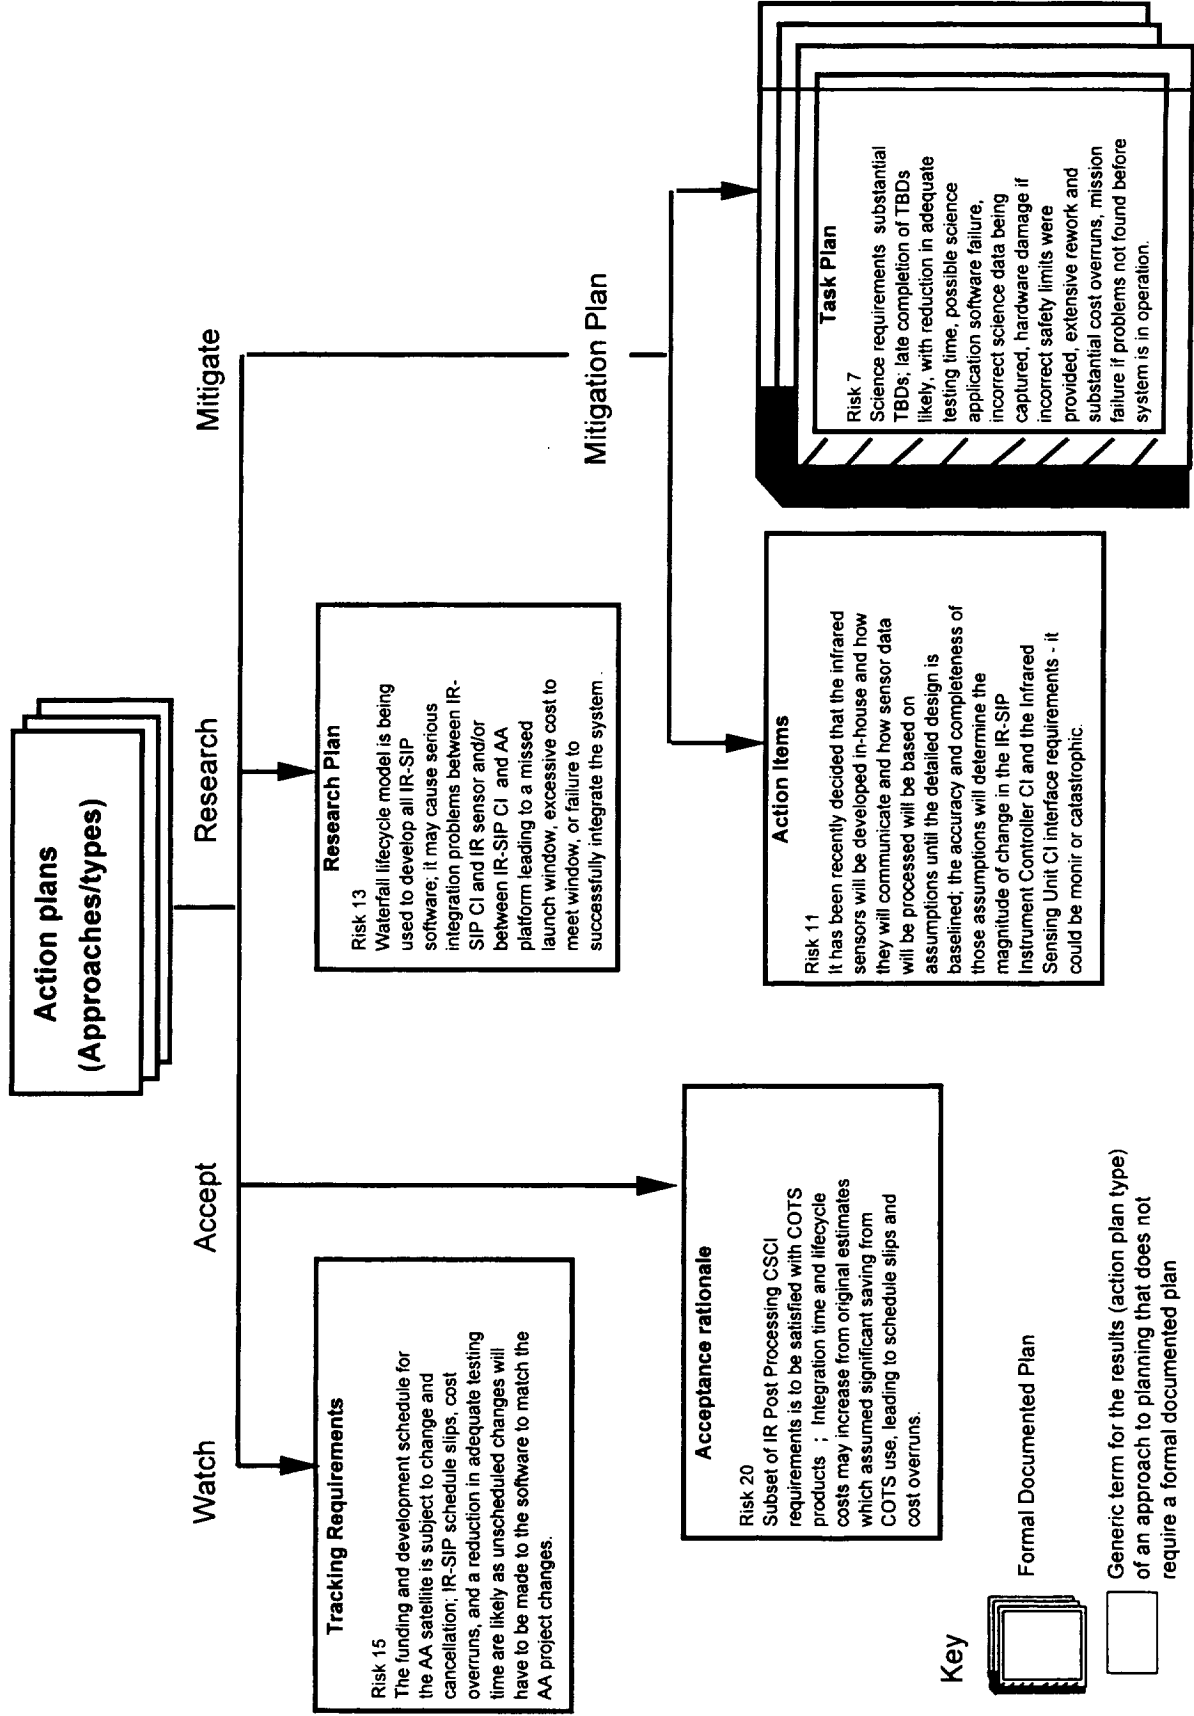 Action plans
(Approaches/types)
Watch
Accept
Research
Mitigate
Tracking Requirements
Risk 15
The funding and development schedule for
the AA satellite is subject to change and
cancellation; IR-SIP schedule slips, cost
overruns, and a reduction in adequate testing
time are likely as unscheduled changes will
have to be made to the software to match the
AA project changes.
Research Plan
Risk 13
Waterfall lifecycle model is being
used to develop all IR-SIP
software; it may cause serious
integration problems between IR-
SIP CI and IR sensor and/or
between IR-SIP CI and AA
platform leading to a missed
launch window, excessive cost to
meet window, or failure to
successfully integrate the system.
Mitigation Plan
Acceptance rationale
Risk 20
Subset of IR Post Processing CSCI
requirements is to be satisfied with COTS
products ; Integration time and lifecycle
costs may increase from original estimates
which assumed significant saving from
COTS use, leading to schedule slips and
cost overruns.
Action Items
Risk 11
It has been recently decided that the infrared
sensors will be developed in-house and how
they will communicate and how sensor data
will be processed will be based on
assumptions until the detailed design is
baselined; the accuracy and completeness of
those assumptions will determine the
magnitude of change in the IR-SIP
Instrument Controller CI and the Infrared
Sensing Unit CI interface requirements - it
could be monir or catastrophic.
Task Plan
Risk 7
Science requirements substantial
TBDs; late completion of TBDs
likely, with reduction in adequate
testing time, possible science
application software failure,
incorrect science data being
captured, hardware damage if
incorrect safety limits were
provided, extensive rework and
substantial cost overruns, mission
failure if problems not found before
system is in operation.
Key
Formal Documented Plan
Generic term for the results (action plan type)
of an approach to planning that does not
require a formal documented plan